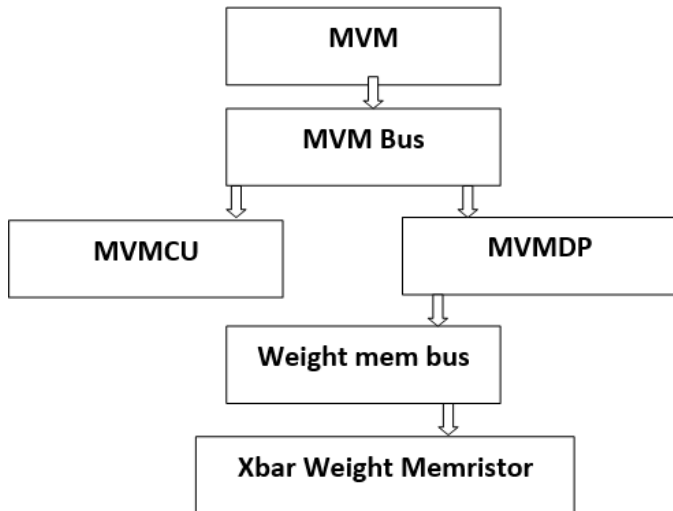 MVM
MVM Bus
MVMCU
MVMDP
Weight mem bus
Xbar Weight Memristor